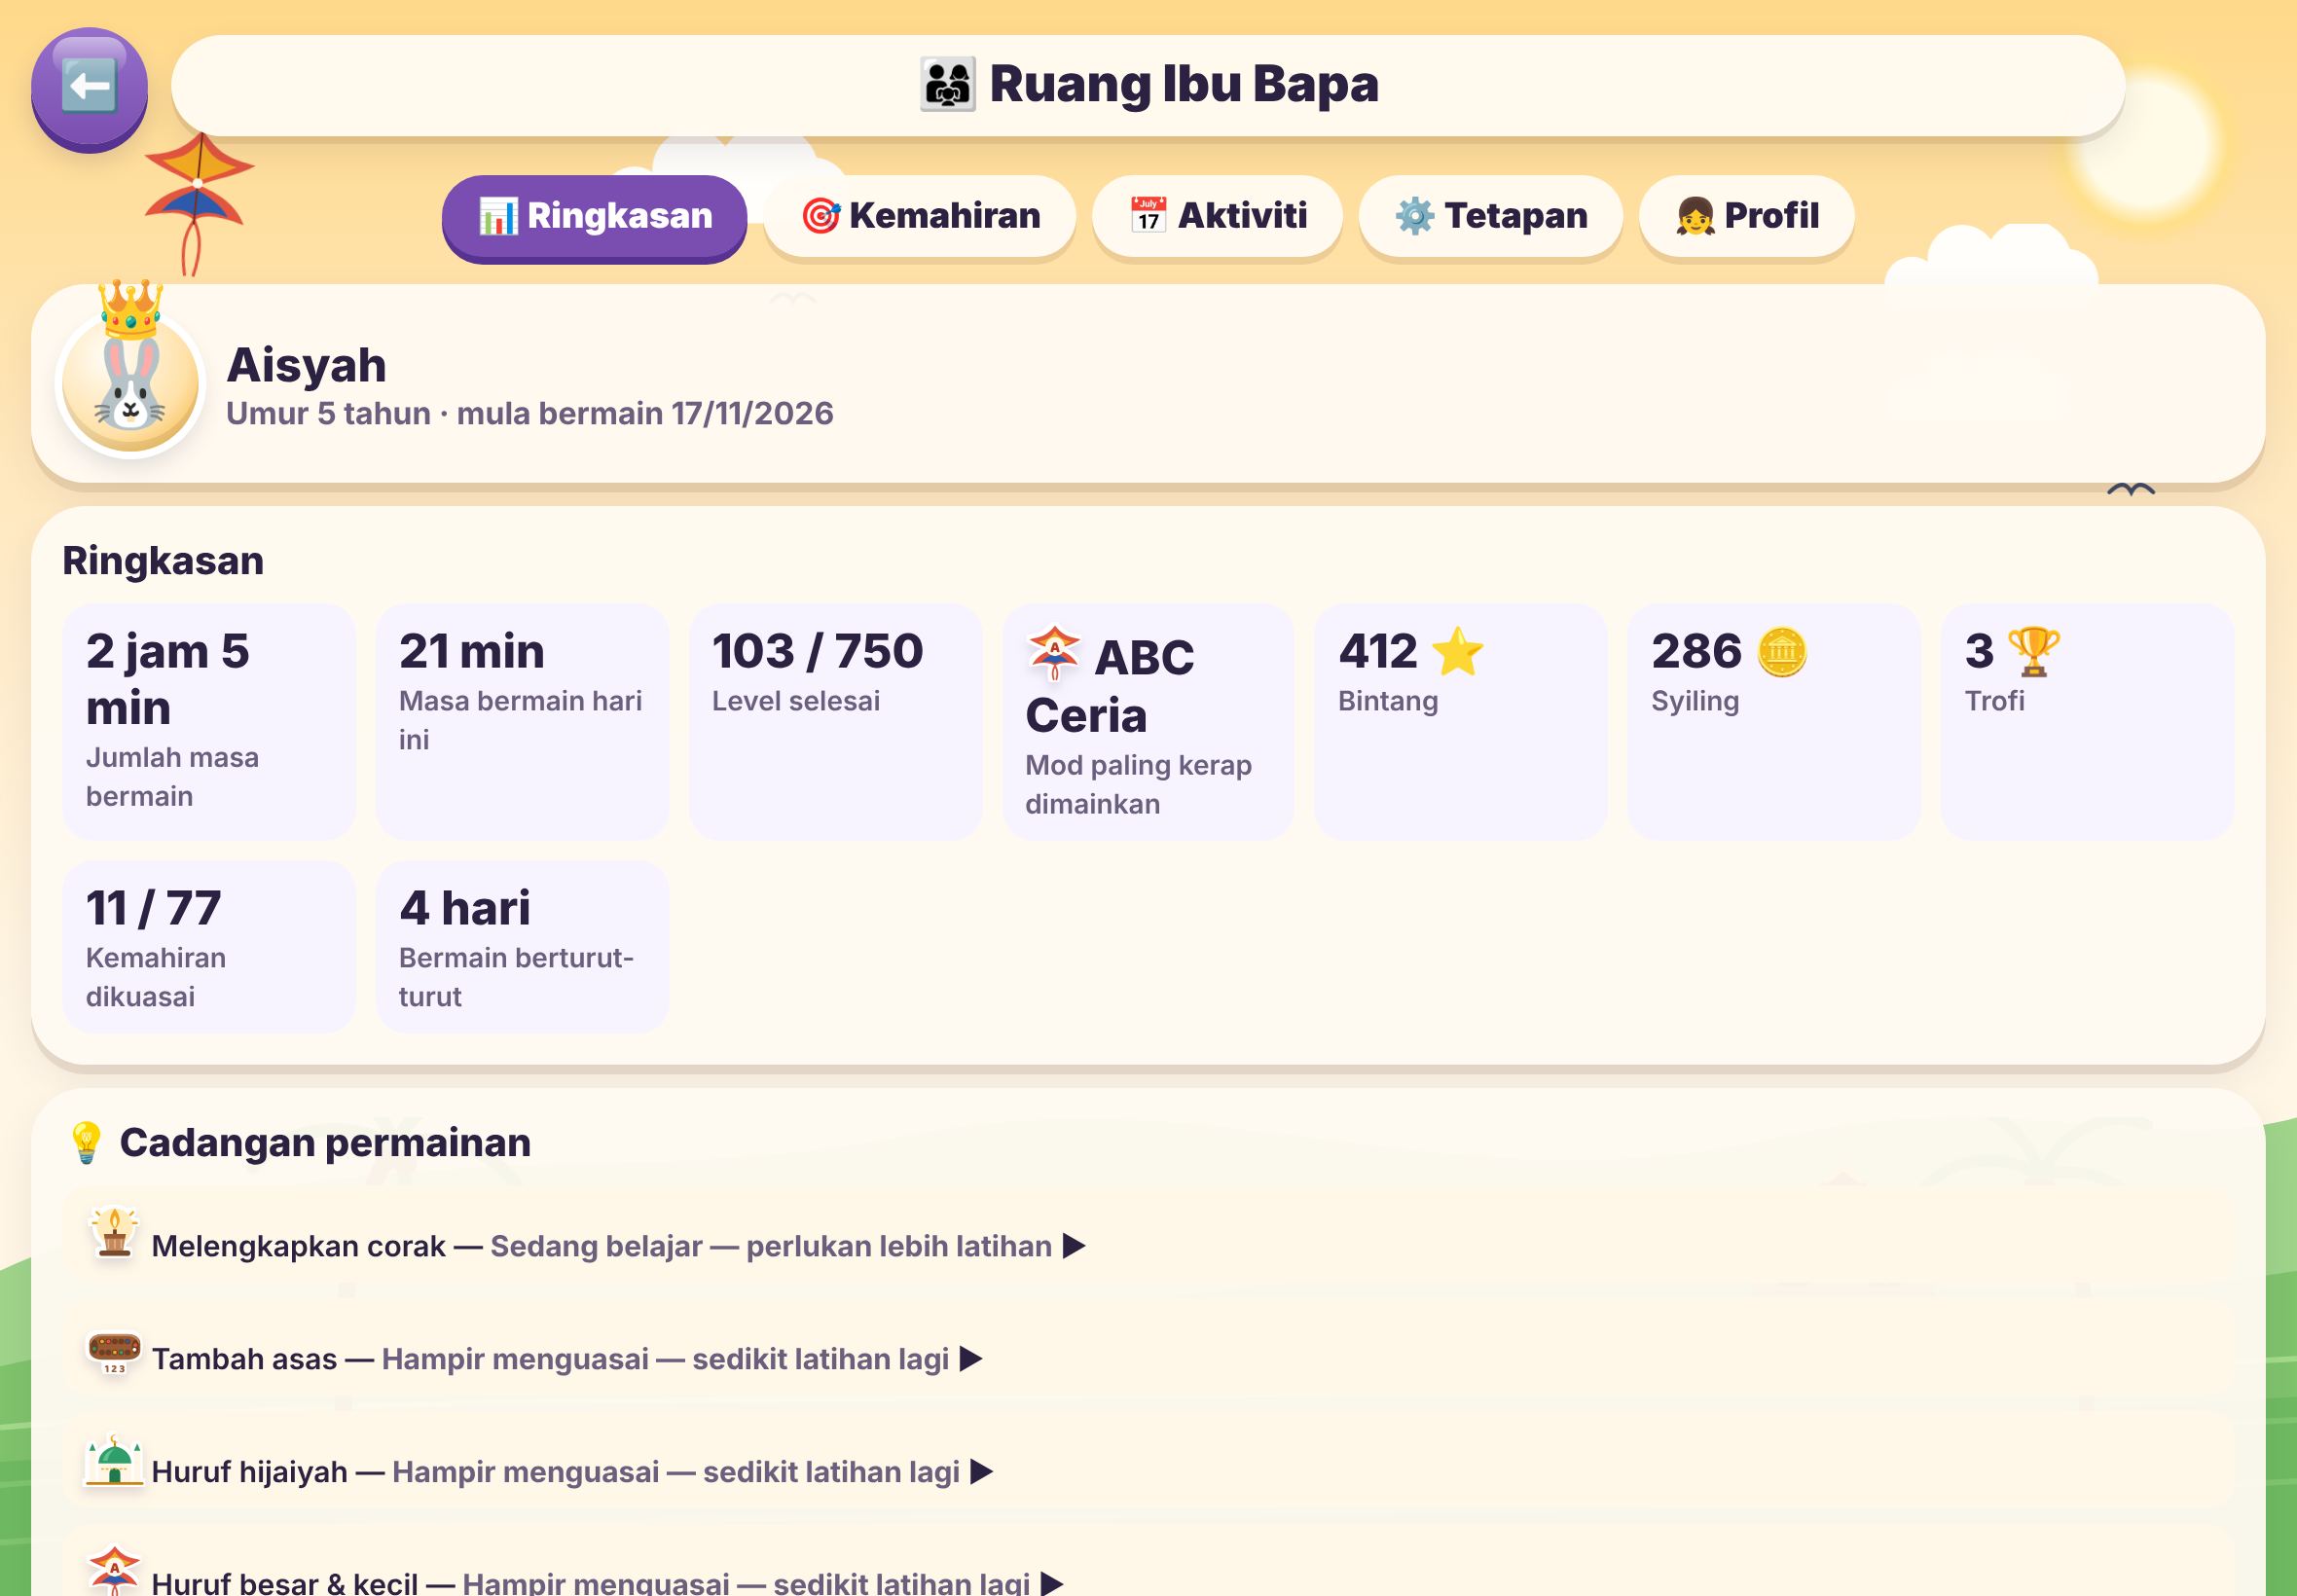 Ruang Ibu Bapa
Ringkasan
Kemahiran
July 17 Aktiviti
Tetapan
Profil
Aisyah
Umur 5 tahun · mula bermain 17/11/2026
Ringkasan
2 jam 5
min
Jumlah masa
bermain
21 min
Masa bermain hari
ini
103 / 750
Level selesai
A ABC
Ceria
Mod paling kerap
dimainkan
412
Bintang
286
Syiling
3
Trofi
11 / 77
Kemahiran
dikuasai
4 hari
Bermain berturut-
turut
Cadangan permainan
Melengkapkan corak — Sedang belajar — perlukan lebih latihan ▶
123 Tambah asas — Hampir menguasai — sedikit latihan lagi ▶
Huruf hijaiyah — Hampir menguasai — sedikit latihan lagi ▶
A Huruf besar & kecil — Hampir menguasai — sedikit latihan lagi ▶